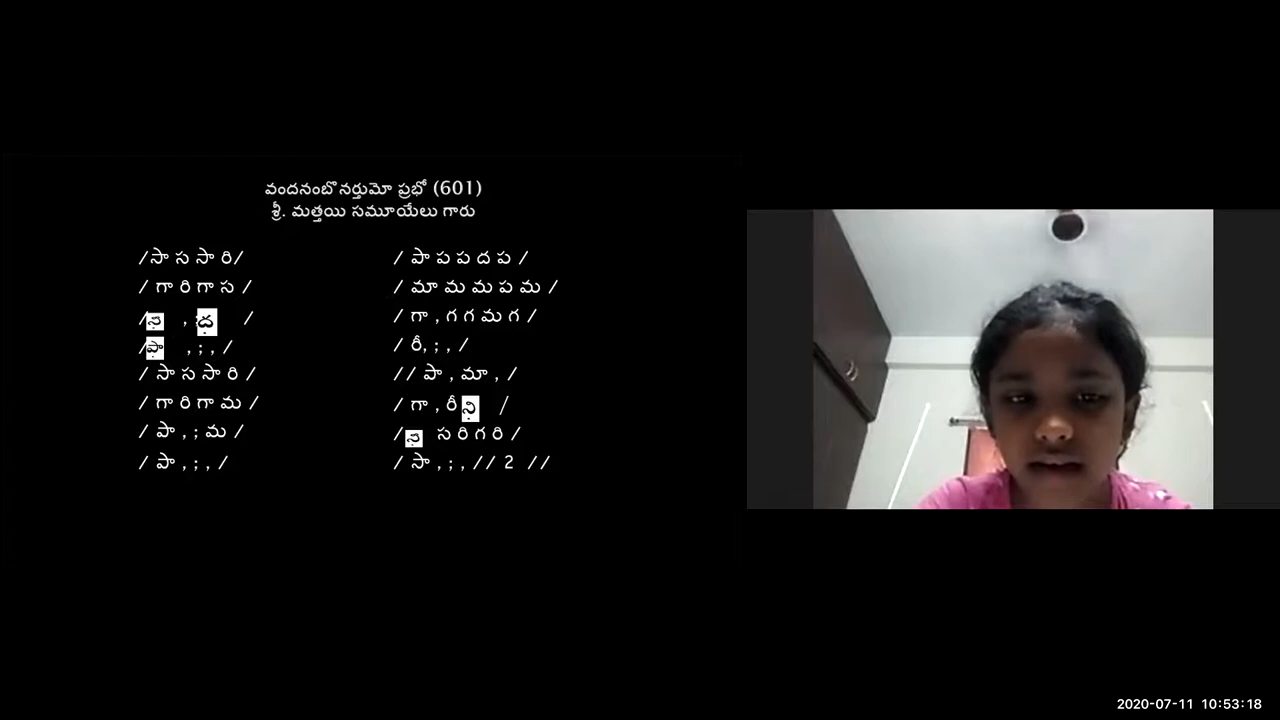 వందనంబొనర్తుమో ప్రభో (601)
శ్రీ. మత్తయి సమూయేలు గారు
/సా స సా రి/
/ గా రి గా స /
/ , ద /
/పా , ; , /
/ సా స సా రి /
/ గా రి గా మ /
/ పా , ; మ /
/ పా , ; , /
/ పా ప ప ద ప /
/ మా మ మ ప మ /
/ గా , గ గ మ గ /
/ రీ, ; , /
// పా , మా , /
/ గా , రీ ని /
/ స రి గ రి /
/ సా , ; , // 2 //
2020-07-11 10:53:18